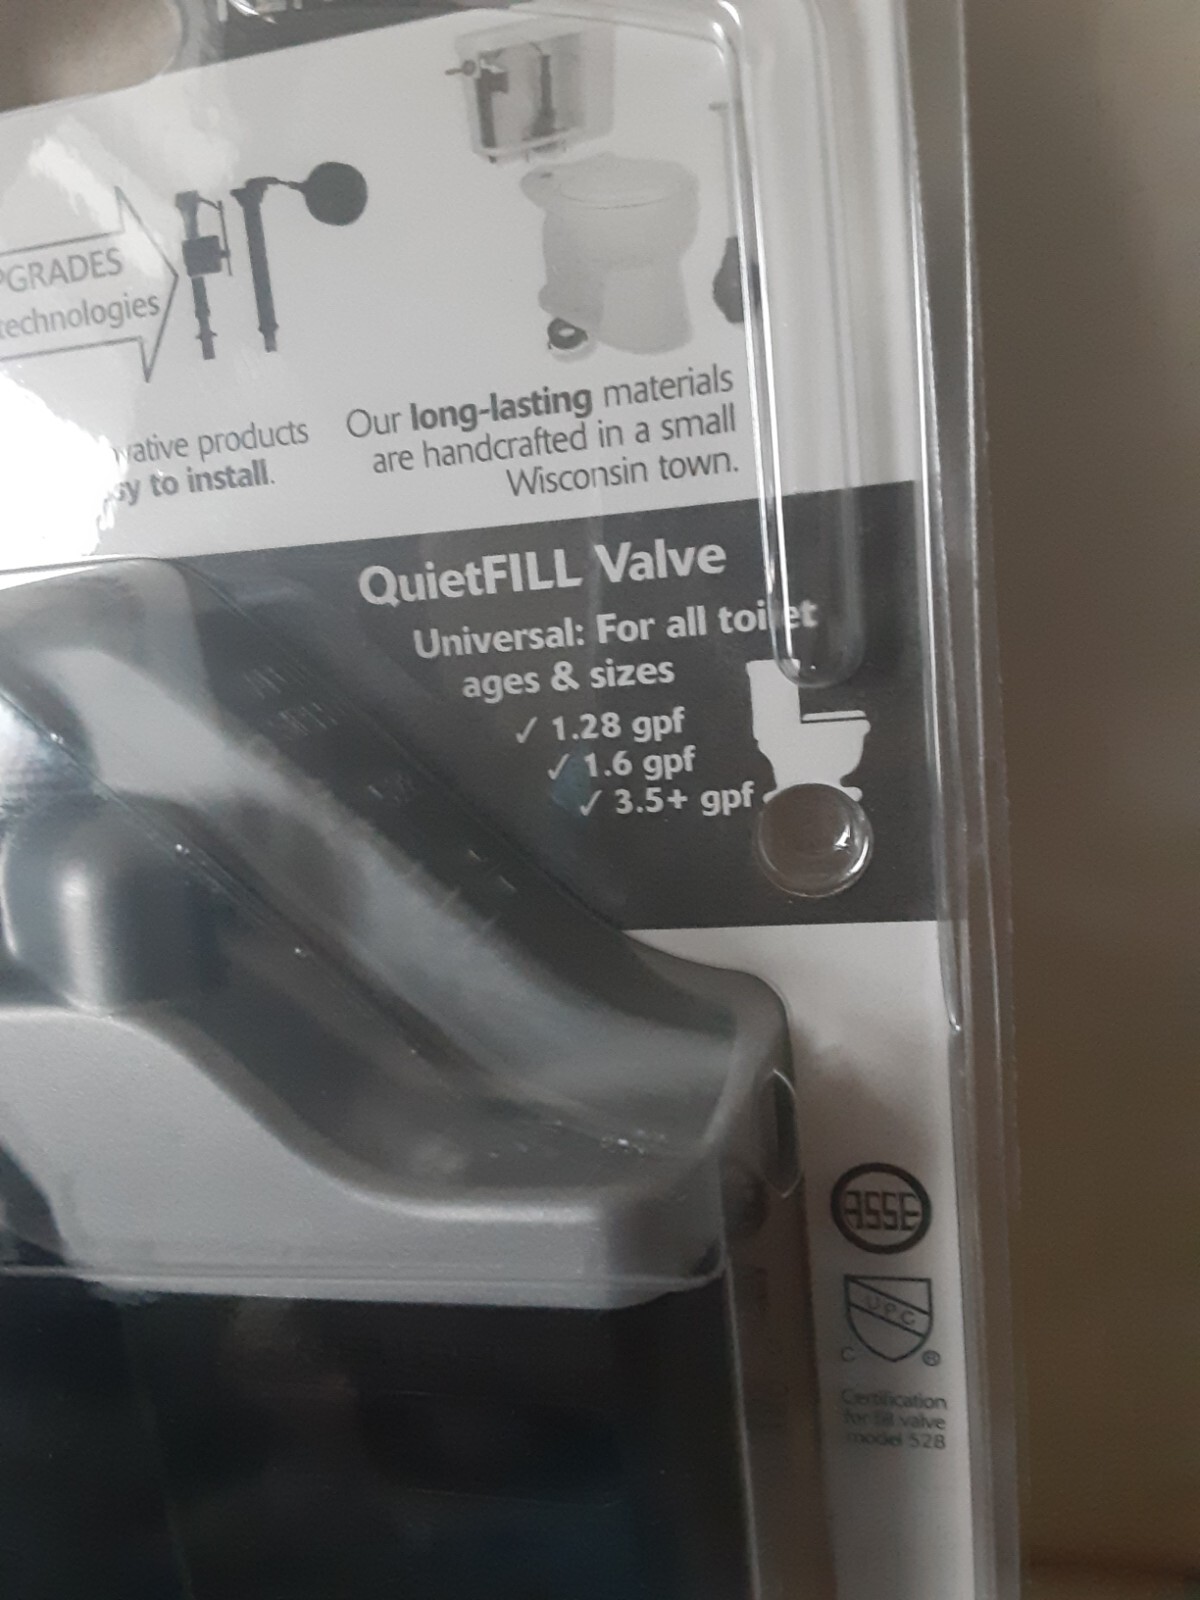 PGRADES
technologies
vative products
sy to install.
Our long-lasting materials
are handcrafted in a small
Wisconsin town.
QuietFILL Valve
Universal: For all toilet
ages & sizes
✓ 1.28 gpf
✓ 1.6 gpf
✓ 3.5+ gpf
ASSE
UPC
C ®
Certification
for fill valve
model 528